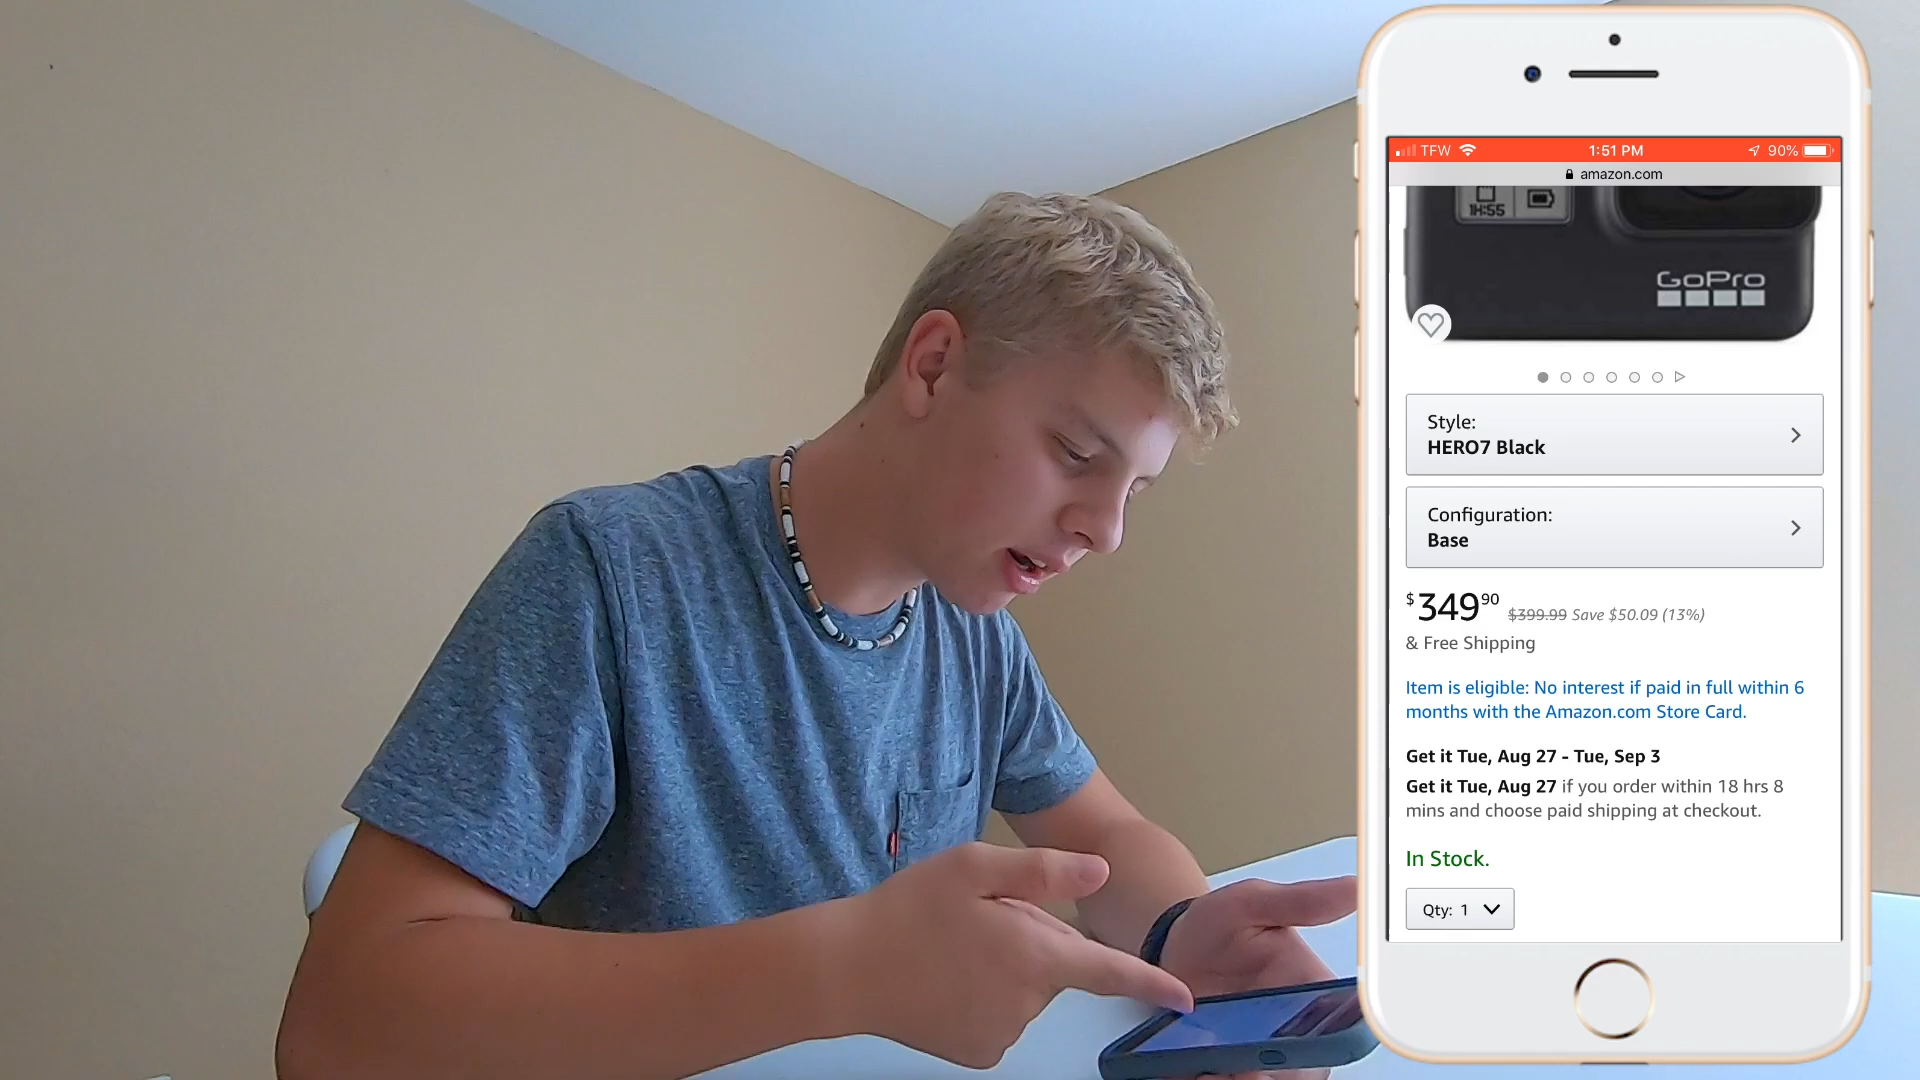 TFW 1:51 PM 90%
amazon.com
1H:55
GoPro
Style:
HERO7 Black
Configuration:
Base
$349.90 $399.99 Save $50.09 (13%)
& Free Shipping
Item is eligible: No interest if paid in full within 6
months with the Amazon.com Store Card.
Get it Tue, Aug 27 - Tue, Sep 3
Get it Tue, Aug 27 if you order within 18 hrs 8
mins and choose paid shipping at checkout.
In Stock.
Qty: 1